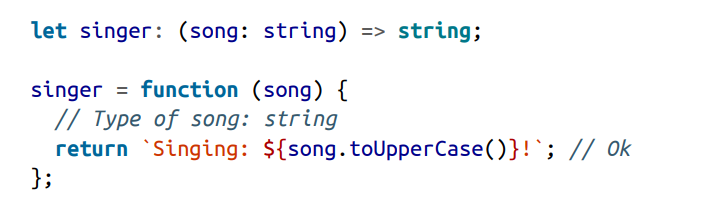 let singer: (song: string) => string;
singer = function (song) {
// Type of song: string
return `Singing: ${song.toUpperCase()}!`; // Ok
};